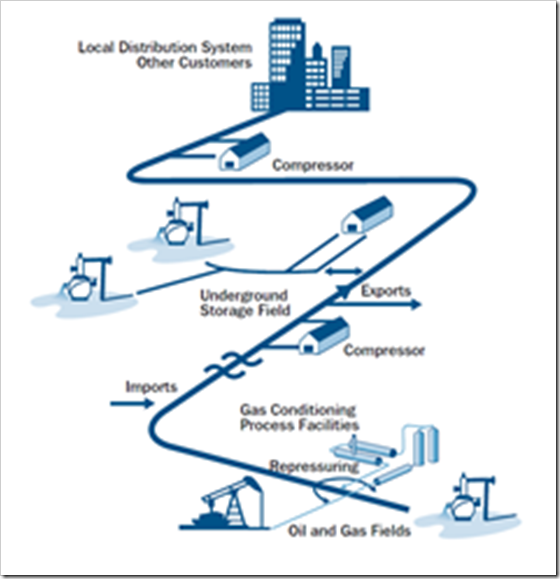 Local Distribution System
Other Customers
Compressor
Exports
Underground
Storage Field
Compressor
Imports
Gas Conditioning
Process Facilities
Repressuring
Oil and Gas Fields